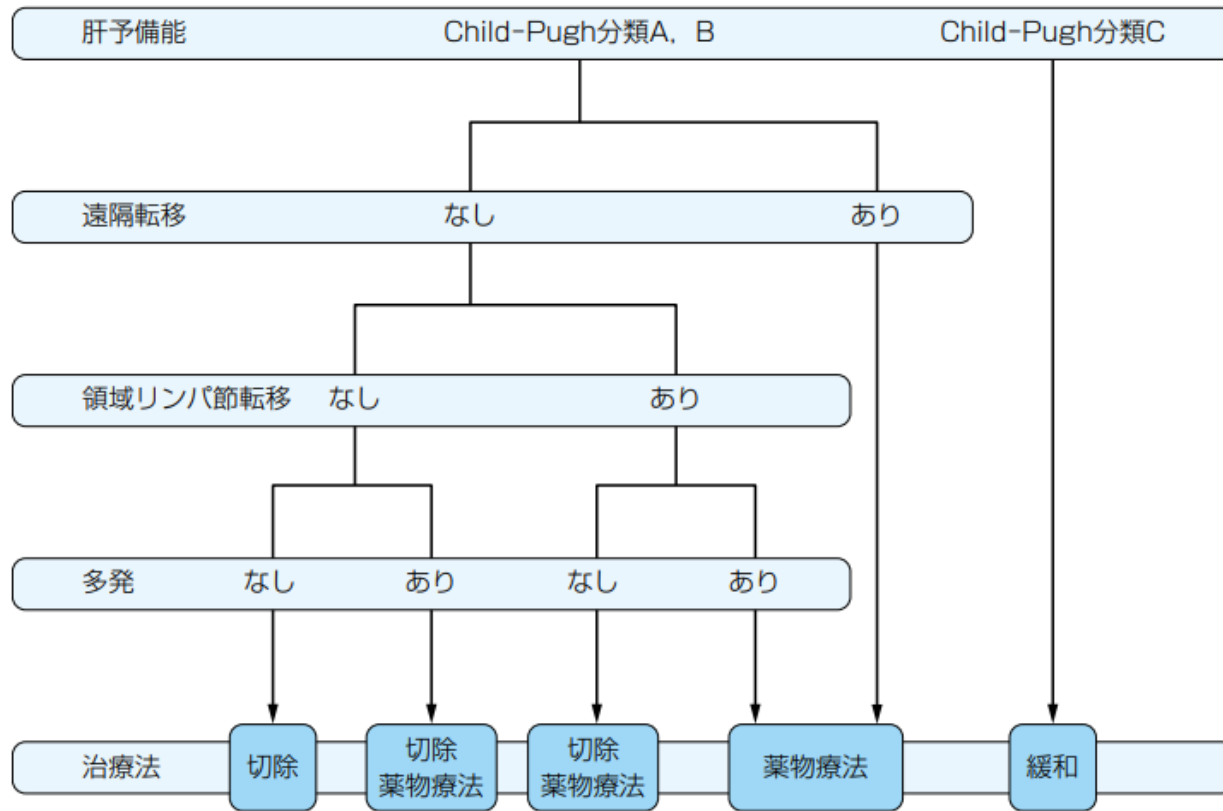 肝予備能 Child-Pugh分類A，B Child-Pugh分類C
遠隔転移 なし あり
領域リンパ節転移 なし あり
多発 なし あり なし あり
治療法 切除 切除 薬物療法 切除 薬物療法 薬物療法 緩和